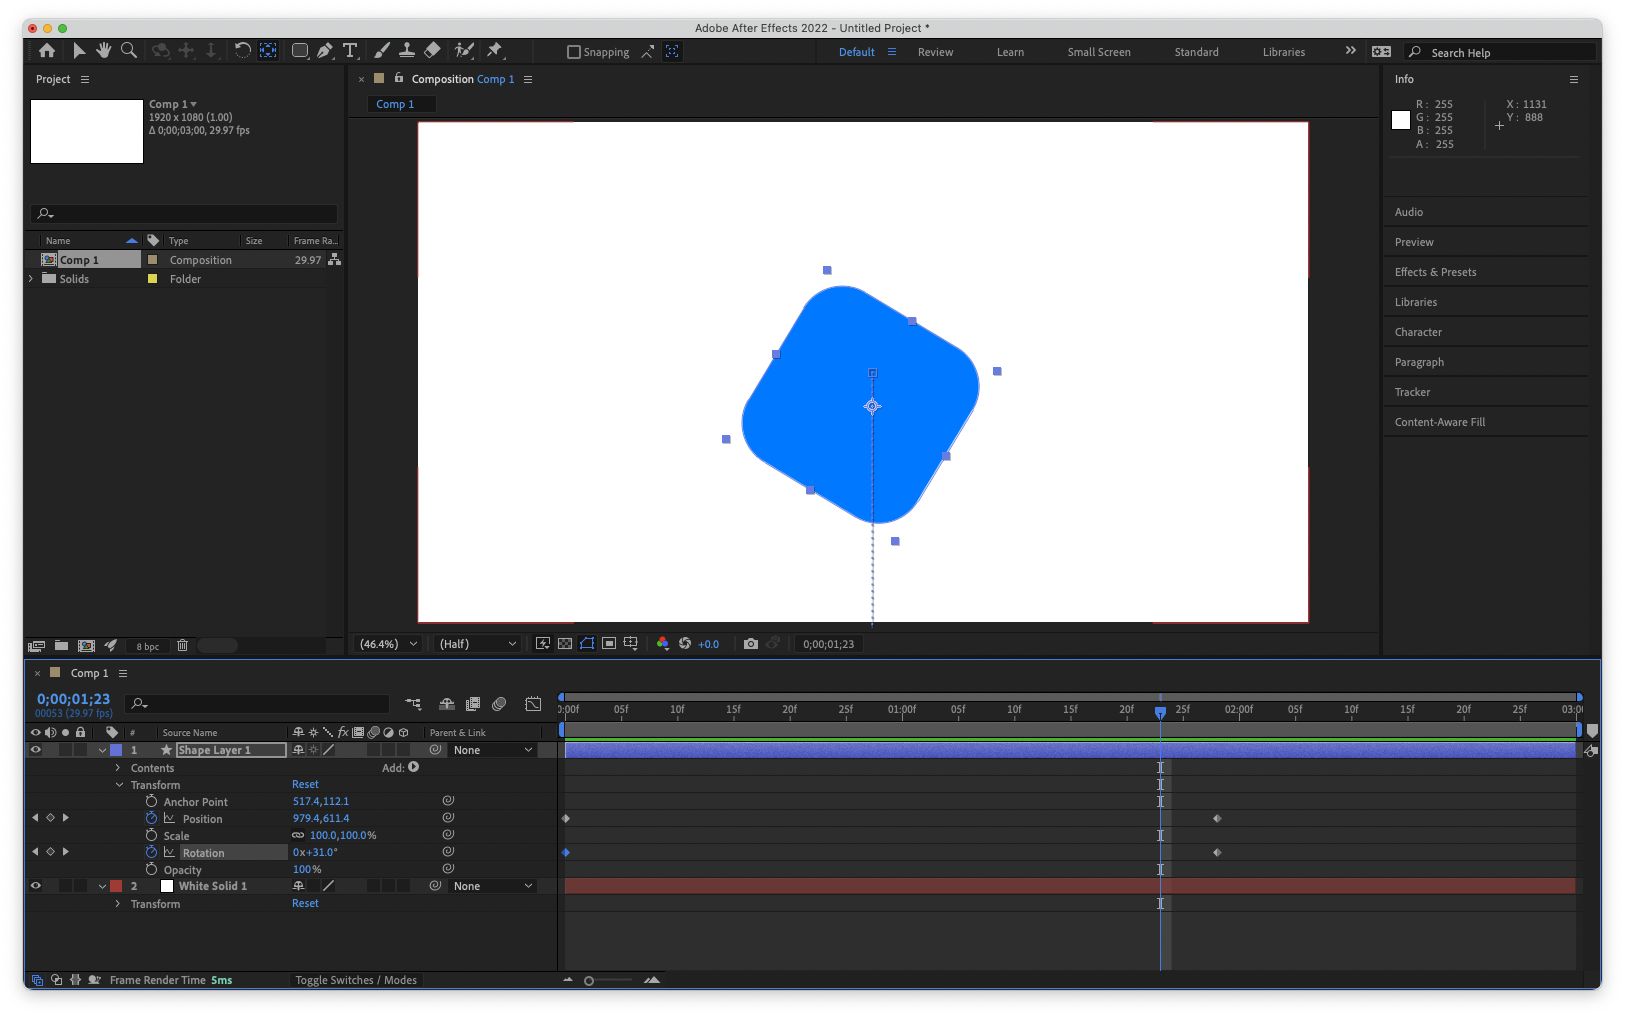 Adobe After Effects 2022 - Untitled Project *
Snapping
Default
Review
Learn
Small Screen
Standard
Libraries
Search Help
Project
Comp 1
1920 x 1080 (1.00)
Δ 0;00;03;00, 29.97 fps
Name
Type
Size
Frame Ra...
Comp 1
Composition
29.97
Solids
Folder
8 bpc
Composition Comp 1
Comp 1
(46.4%)
(Half)
+0.0
0;00;01;23
Info
R: 255
G: 255
B: 255
A: 255
X: 1131
Y: 888
Audio
Preview
Effects & Presets
Libraries
Character
Paragraph
Tracker
Content-Aware Fill
Comp 1
0;00;01;23
00053 (29.97 fps)
):00f 05f 10f 15f 20f 25f 01:00f 05f 10f 15f 20f 25f 02:00f 05f 10f 15f 20f 25f 03:0(
# Source Name
fx
Parent & Link
1 Shape Layer 1
None
Contents
Add:
Transform
Reset
Anchor Point
517.4,112.1
Position
979.4,611.4
Scale
100.0,100.0%
Rotation
0x+31.0°
Opacity
100%
2 White Solid 1
None
Transform
Reset
Frame Render Time 5ms
Toggle Switches / Modes